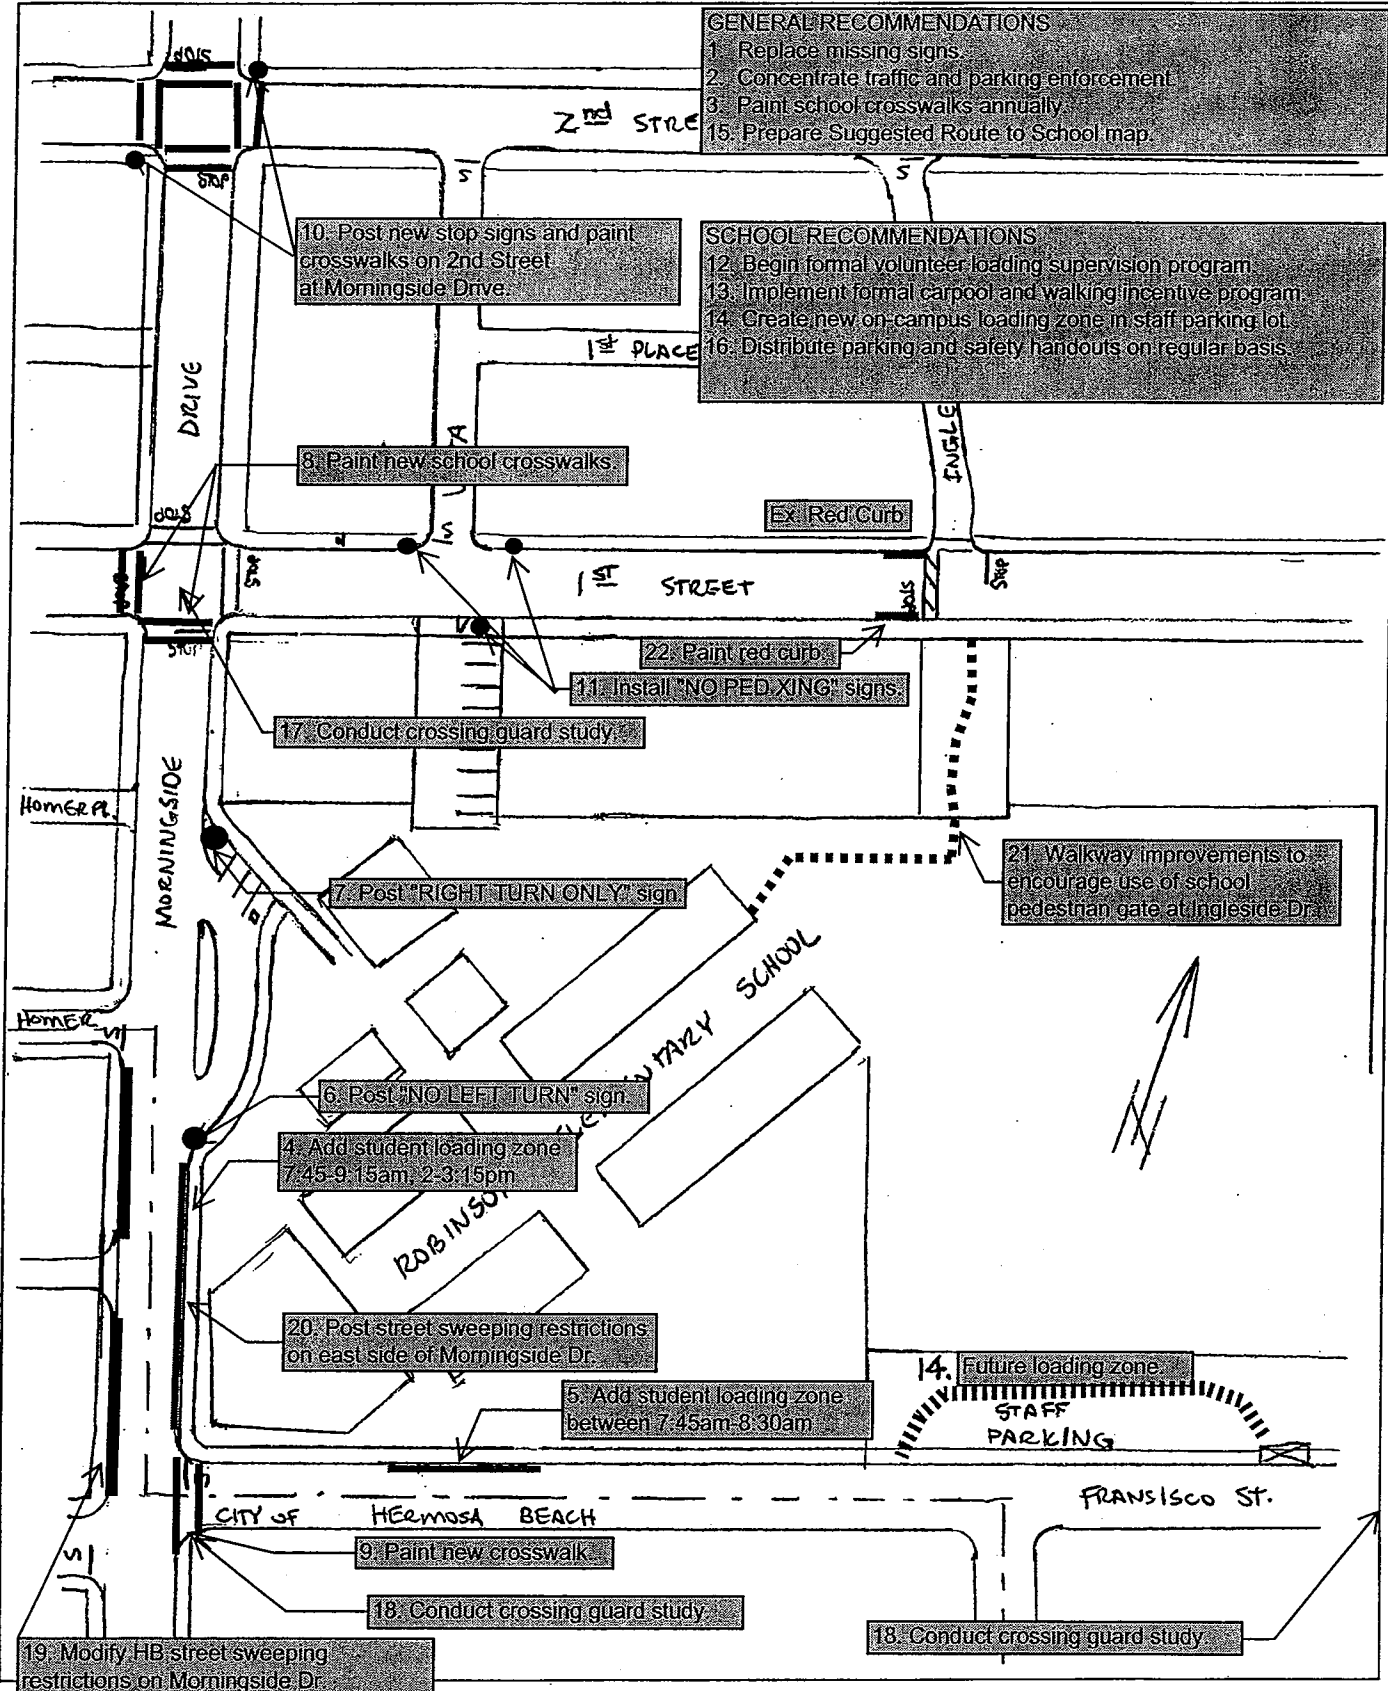 GENERAL RECOMMENDATIONS
1. Replace missing signs.
2. Concentrate traffic and parking enforcement.
3. Paint school crosswalks annually.
15. Prepare Suggested Route to School map.
STOP
2nd STRE
STOP
S
S
10. Post new stop signs and paint
crosswalks on 2nd Street
at Morningside Drive.
SCHOOL RECOMMENDATIONS
12. Begin formal volunteer loading supervision program.
13. Implement formal carpool and walking incentive program.
14. Create new on-campus loading zone in staff parking lot.
16. Distribute parking and safety handouts on regular basis.
1st PLACE
DRIVE
INGLE
8. Paint new school crosswalks.
Ex. Red Curb
STOP
S
STOP
STOP
1ST STREET
STOP
STOP
STOP
22. Paint red curb.
11. Install "NO PED XING" signs.
17. Conduct crossing guard study.
MORNINGSIDE
HOMER PL.
21. Walkway improvements to
encourage use of school
pedestrian gate at Ingleside Dr.
7. Post "RIGHT TURN ONLY" sign.
HOMER
S
6. Post "NO LEFT TURN" sign.
4. Add student loading zone
7:45-9:15am, 2-3:15pm
ROBINSO ELE NTARY SCHOOL
20. Post street sweeping restrictions
on east side of Morningside Dr.
14. Future loading zone
STAFF
PARKING
5. Add student loading zone
between 7:45am-8:30am
S
CITY OF HERMOSA BEACH
FRANSISCO ST.
9. Paint new crosswalk.
S
18. Conduct crossing guard study.
18. Conduct crossing guard study.
19. Modify HB street sweeping
restrictions on Morningside Dr.